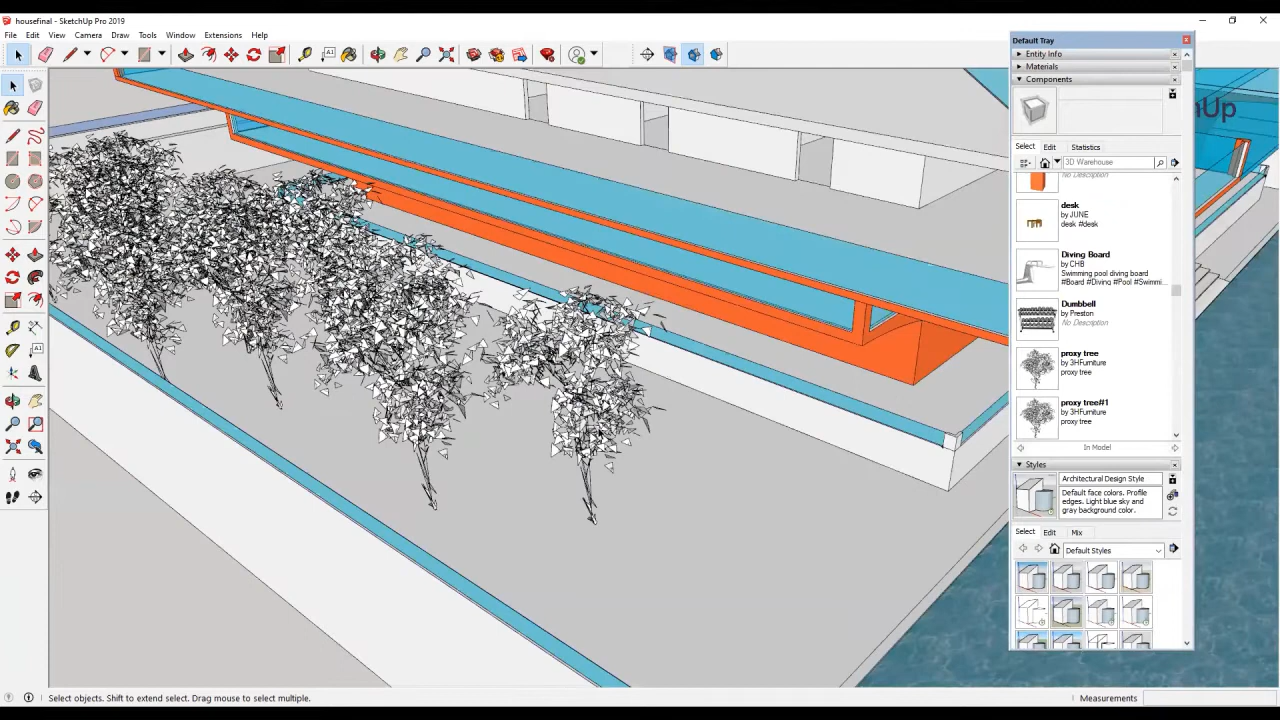 housefinal - SketchUp Pro 2019
File Edit View Camera Draw Tools Window Extensions Help
Default Tray
Entity Info
Materials
Components
Select Edit Statistics
3D Warehouse
No Description
desk
by JUNE
desk #desk
Diving Board
by CHB
Swimming pool diving board
#Board #Diving #Pool #Swimmi...
Dumbbell
by Preston
No Description
proxy tree
by 3HFurniture
proxy tree
proxy tree#1
by 3HFurniture
proxy tree
In Model
Styles
Architectural Design Style
Default face colors. Profile
edges. Light blue sky and
gray background color.
Select Edit Mix
Default Styles
Select objects. Shift to extend select. Drag mouse to select multiple.
Measurements